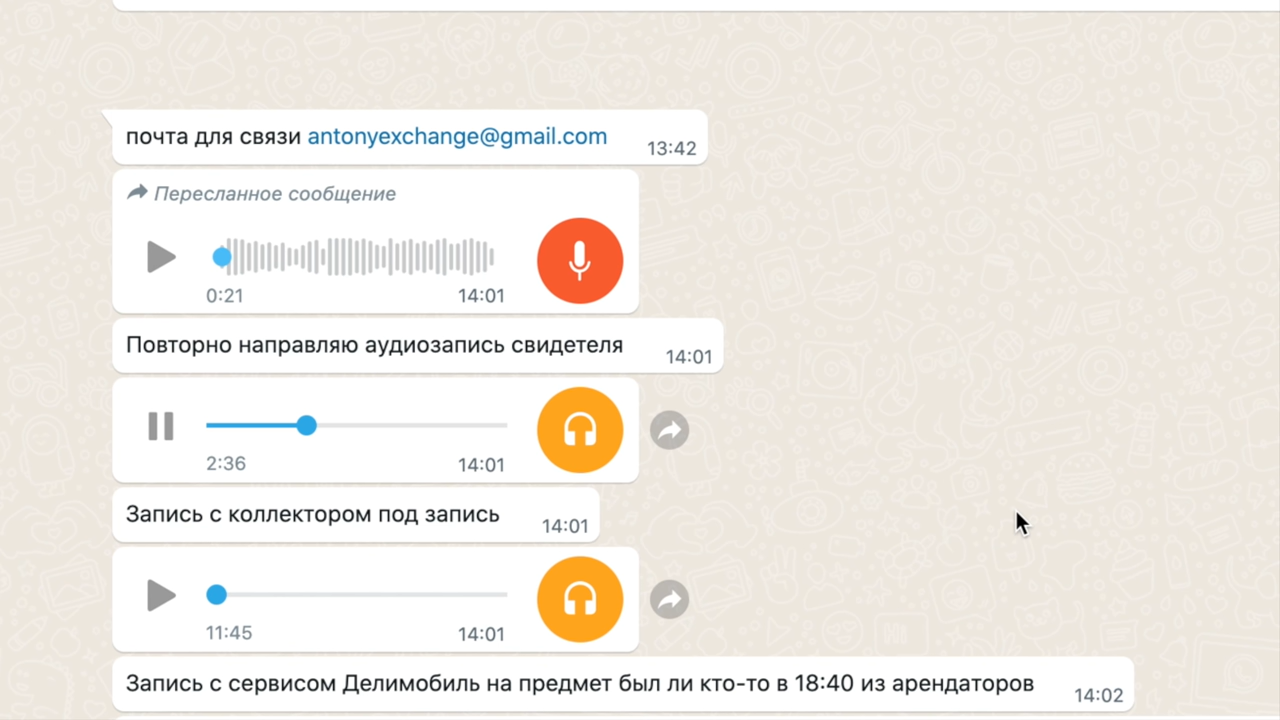 почта для связи antonyexchange@gmail.com 13:42
Пересланное сообщение
0:21 14:01
Повторно направляю аудиозапись свидетеля 14:01
2:36 14:01
Запись с коллектором под запись 14:01
11:45 14:01
Запись с сервисом Делимобиль на предмет был ли кто-то в 18:40 из арендаторов 14:02